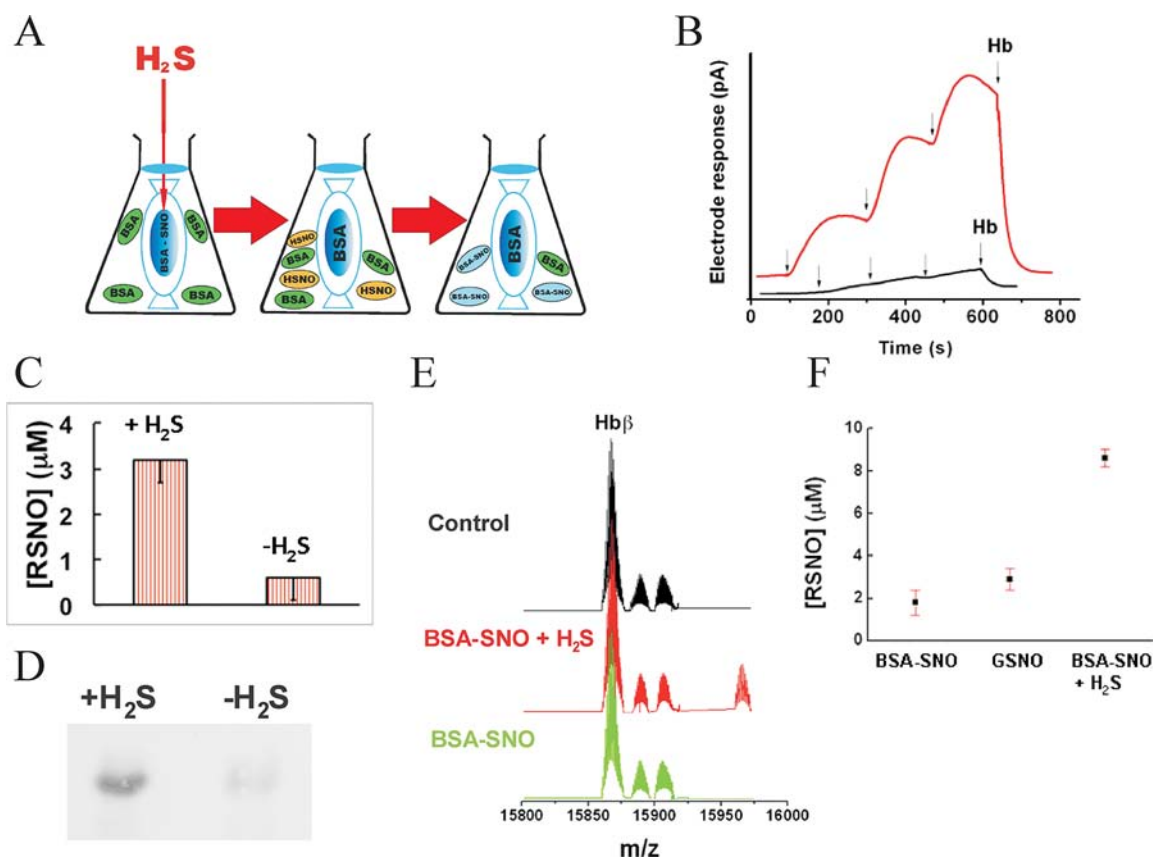 A
H₂S
BSA
BSA - SNO
BSA
BSA
BSA
HSNO
BSA
HSNO
BSA
BSA
BSA
HSNO
BSA-SNO
BSA-SNO
BSA
BSA
BSA-SNO
B
Electrode response (pA)
Hb
Hb
0 200 400 600 800
Time (s)
C
[RSNO] (μM)
4
3
2
1
0
+ H₂S
-H₂S
D
+H₂S -H₂S
E
Hbβ
Control
BSA-SNO + H₂S
BSA-SNO
15800 15850 15900 15950 16000
m/z
F
[RSNO] (μM)
10
8
6
4
2
0
BSA-SNO GSNO BSA-SNO
+ H₂S